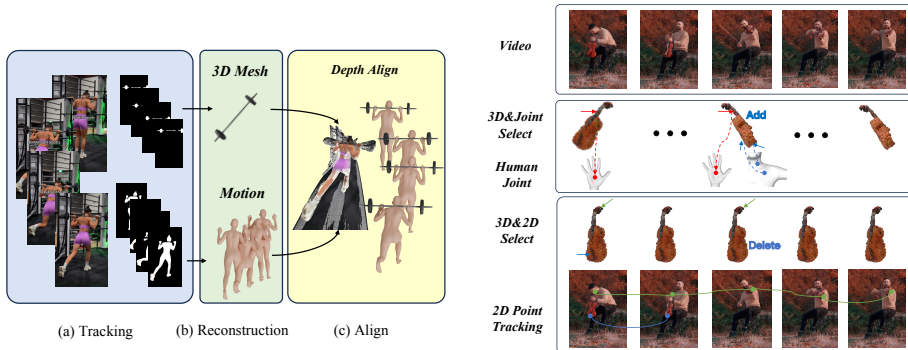 3D Mesh
Motion
Depth Align
(a) Tracking
(b) Reconstruction
(c) Align
Video
3D&Joint
Select
Add
Human
Joint
3D&2D
Select
Delete
2D Point
Tracking